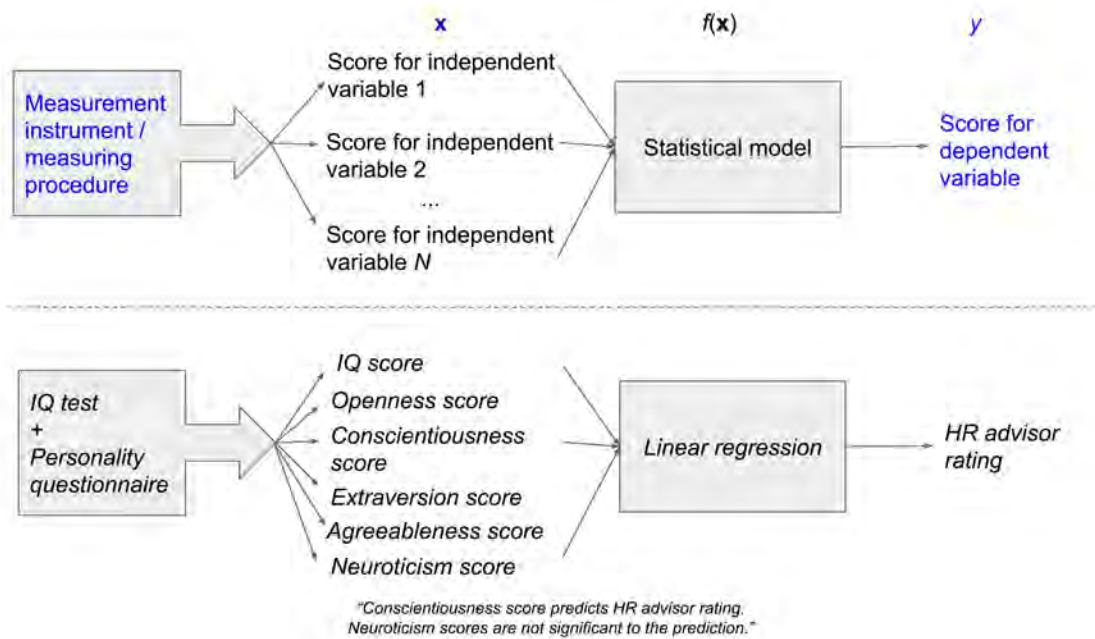 x
f(x)
y
Measurement
instrument /
measuring
procedure
Score for independent
variable 1
Score for independent
variable 2
...
Score for independent
variable N
Statistical model
Score for
dependent
variable
IQ test
+
Personality
questionnaire
IQ score
Openness score
Conscientiousness
score
Extraversion score
Agreeableness score
Neuroticism score
Linear regression
HR advisor
rating
"Conscientiousness score predicts HR advisor rating.
Neuroticism scores are not significant to the prediction."